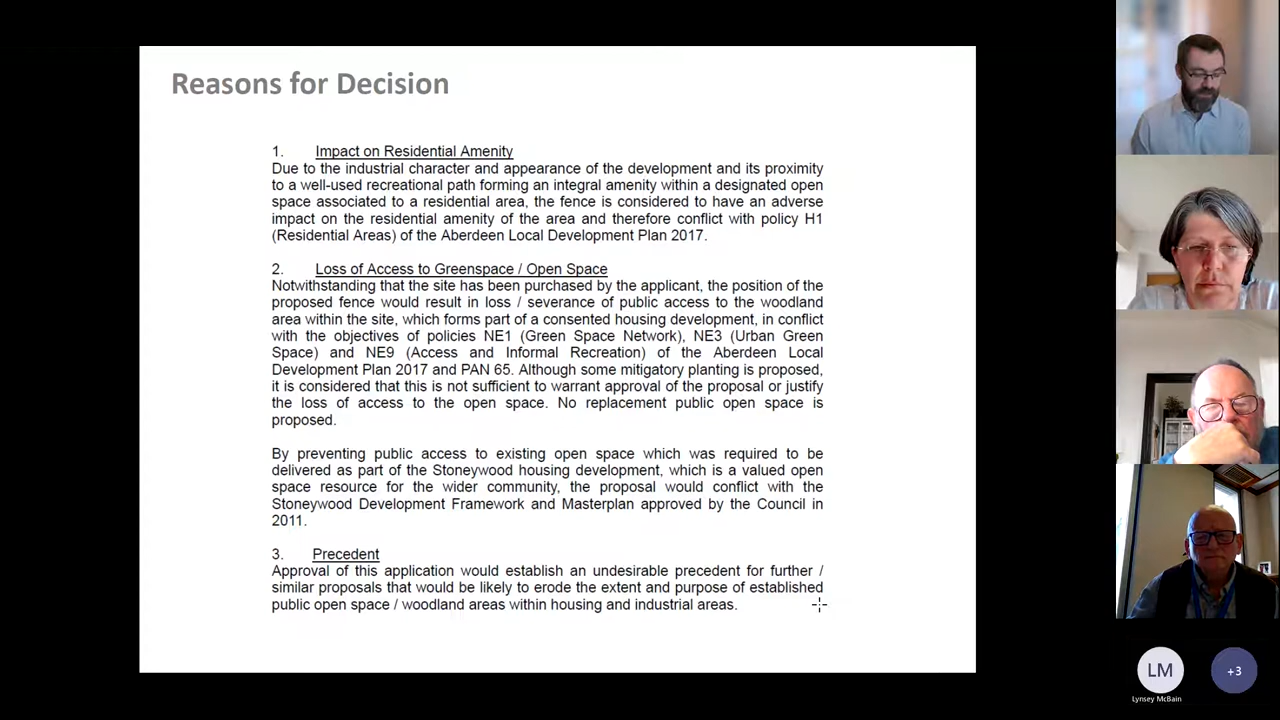 Reasons for Decision
1. Impact on Residential Amenity
Due to the industrial character and appearance of the development and its proximity
to a well-used recreational path forming an integral amenity within a designated open
space associated to a residential area, the fence is considered to have an adverse
impact on the residential amenity of the area and therefore conflict with policy H1
(Residential Areas) of the Aberdeen Local Development Plan 2017.
2. Loss of Access to Greenspace / Open Space
Notwithstanding that the site has been purchased by the applicant, the position of the
proposed fence would result in loss / severance of public access to the woodland
area within the site, which forms part of a consented housing development, in conflict
with the objectives of policies NE1 (Green Space Network), NE3 (Urban Green
Space) and NE9 (Access and Informal Recreation) of the Aberdeen Local
Development Plan 2017 and PAN 65. Although some mitigatory planting is proposed,
it is considered that this is not sufficient to warrant approval of the proposal or justify
the loss of access to the open space. No replacement public open space is
proposed.
By preventing public access to existing open space which was required to be
delivered as part of the Stoneywood housing development, which is a valued open
space resource for the wider community, the proposal would conflict with the
Stoneywood Development Framework and Masterplan approved by the Council in
2011.
3. Precedent
Approval of this application would establish an undesirable precedent for further /
similar proposals that would be likely to erode the extent and purpose of established
public open space / woodland areas within housing and industrial areas.
LM
+3
Lynsey McBain